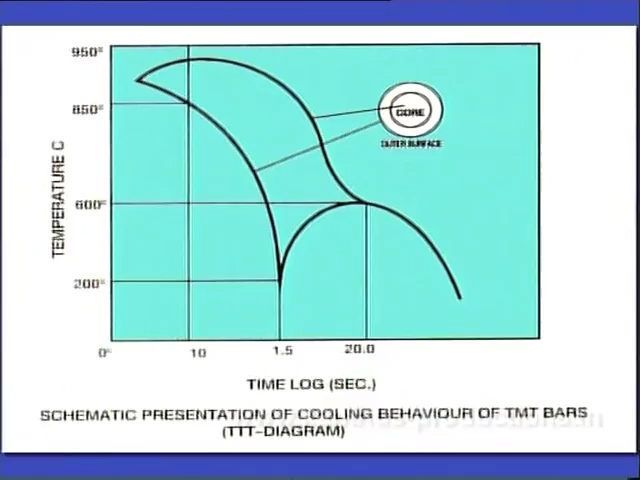 950°
850°
CORE
OUTER SURFACE
TEMPERATURE C
600°
200°
0°
10
1.5
20.0
TIME LOG (SEC.)
SCHEMATIC PRESENTATION OF COOLING BEHAVIOUR OF TMT BARS
(TTT-DIAGRAM)